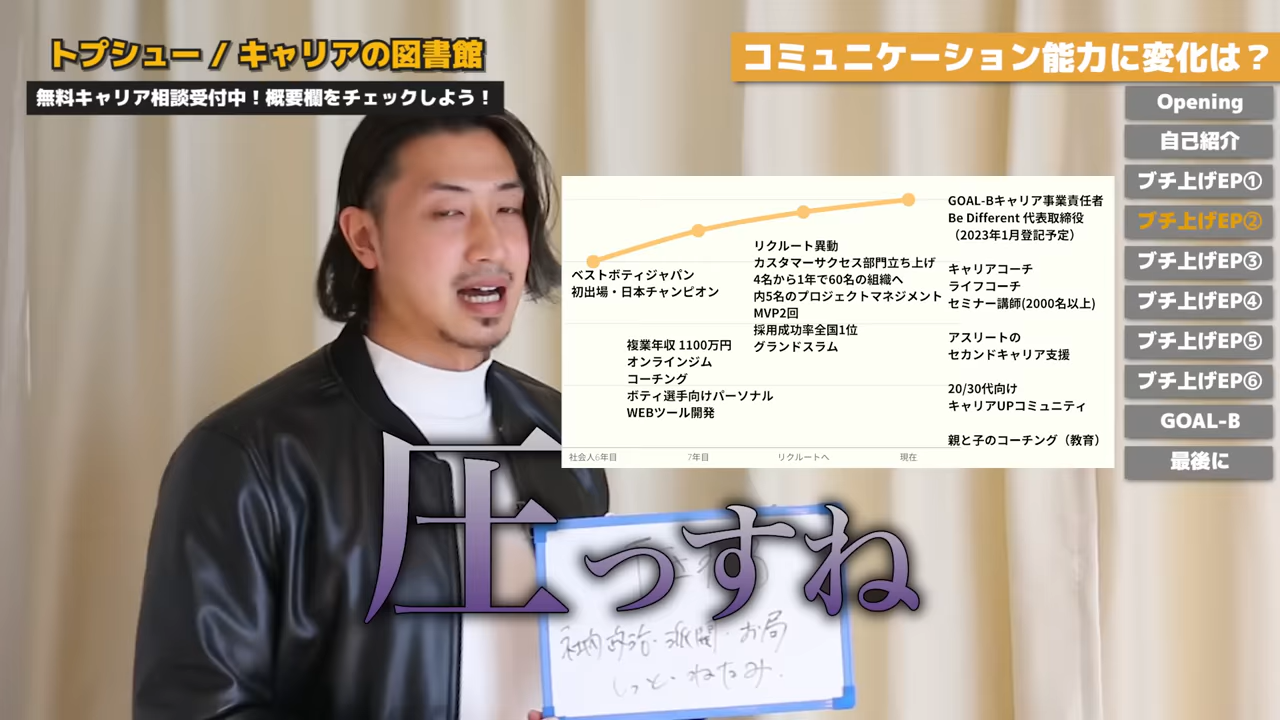 トプシュー / キャリアの図書館
無料キャリア相談受付中！概要欄をチェックしよう！
コミュニケーション能力に変化は？
Opening
自己紹介
ブチ上げEP①
ブチ上げEP②
ブチ上げEP③
ブチ上げEP④
ブチ上げEP⑤
ブチ上げEP⑥
GOAL-B
最後に
ベストボティジャパン
初出場・日本チャンピオン
複業年収 1100万円
オンラインジム
コーチング
ボティ選手向けパーソナル
WEBツール開発
リクルート異動
カスタマーサクセス部門立ち上げ
4名から1年で60名の組織へ
内5名のプロジェクトマネジメント
MVP2回
採用成功率全国1位
グランドスラム
GOAL-Bキャリア事業責任者
Be Different 代表取締役
（2023年1月登記予定）
キャリアコーチ
ライフコーチ
セミナー講師(2000名以上)
アスリートの
セカンドキャリア支援
20/30代向け
キャリアUPコミュニティ
親と子のコーチング（教育）
社会人6年目
7年目
リクルートへ
現在
圧っすね
社内政治・派閥・お局
しっと・ねたみ.